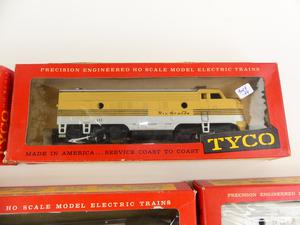 PRECISION ENGINEERED HO SCALE MODEL ELECTRIC TRAINS
Rio Grande
TYCO
MADE IN AMERICA...SERVICE COAST TO COAST
HO SCALE MODEL ELECTRIC TRAINS
PRECISION ENGINEERED